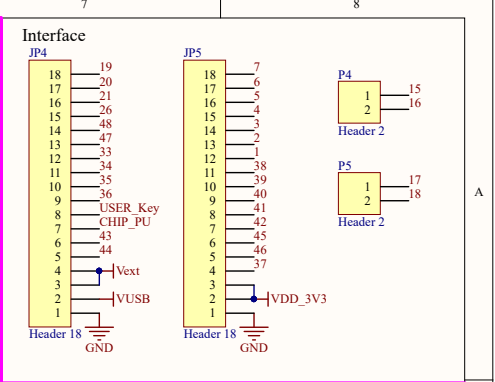 7 8
Interface
JP4
18 19
17 20
16 21
15 26
14 48
13 47
12 33
11 34
10 35
9 36
8 USER_Key
7 CHIP_PU
6 43
5 44
4 Vext
3
2 VUSB
1
Header 18
GND
JP5
18 7
17 6
16 5
15 4
14 3
13 2
12 1
11 38
10 39
9 40
8 41
7 42
6 45
5 46
4 37
3
2 VDD_3V3
1
Header 18
GND
P4
1 15
2 16
Header 2
P5
1 17
2 18
Header 2
A